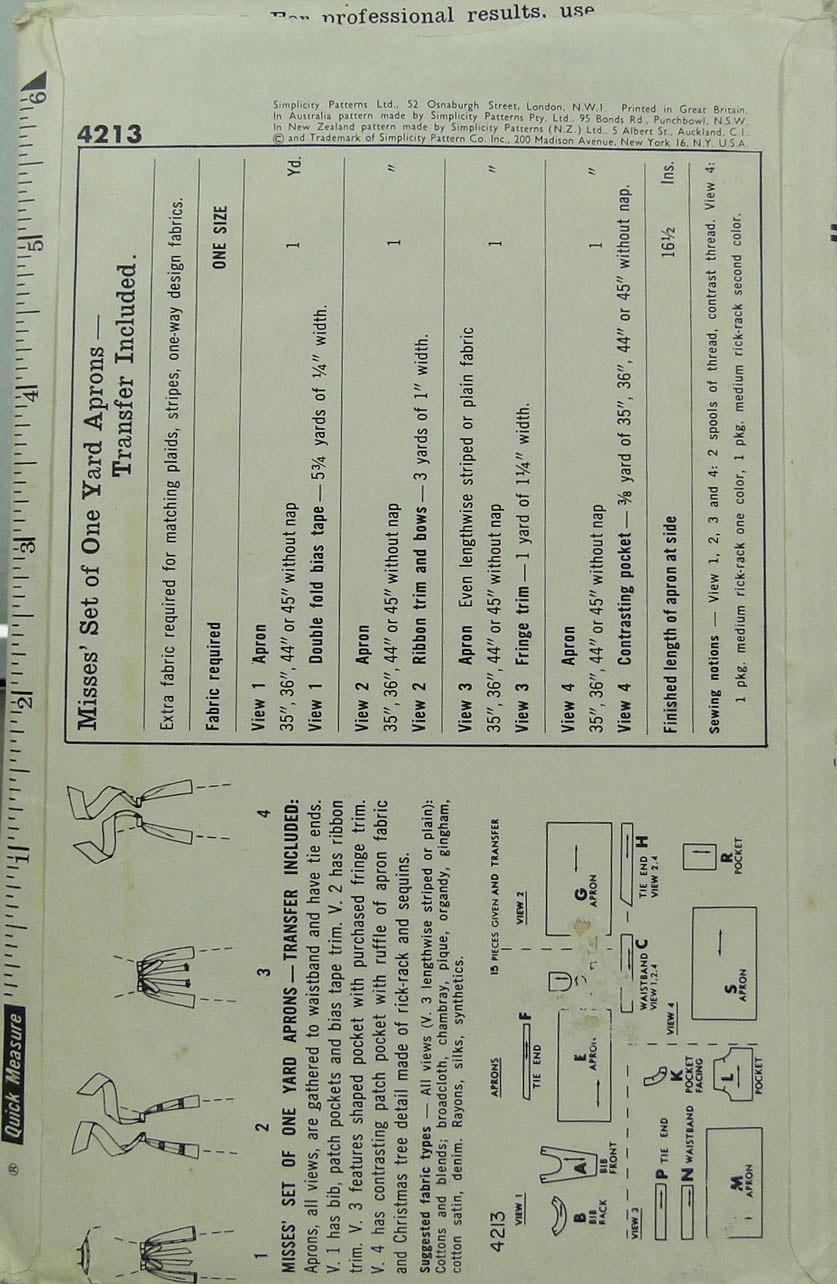 For professional results, use
4213
Simplicity Patterns Ltd., 52 Osnaburgh Street, London, N.W.1. Printed in Great Britain.
In Australia pattern made by Simplicity Patterns Pty. Ltd., 95 Bonds Rd., Punchbowl, N.S.W.
In New Zealand pattern made by Simplicity Patterns (N.Z.) Ltd., 5 Albert St., Auckland, C.1.
© and Trademark of Simplicity Pattern Co. Inc., 200 Madison Avenue, New York 16, N.Y. U.S.A.
® Quick Measure 1 2 3 4 5 6
Misses' Set of One Yard Aprons —
Transfer Included.
Extra fabric required for matching plaids, stripes, one-way design fabrics.
Fabric required ONE SIZE
View 1 Apron
35", 36", 44" or 45" without nap 1 Yd.
View 1 Double fold bias tape — 5¾ yards of ¼" width.
View 2 Apron
35", 36", 44" or 45" without nap 1 "
View 2 Ribbon trim and bows — 3 yards of 1" width.
View 3 Apron Even lengthwise striped or plain fabric
35", 36", 44" or 45" without nap 1 "
View 3 Fringe trim — 1 yard of 1¼" width.
View 4 Apron
35", 36", 44" or 45" without nap 1 "
View 4 Contrasting pocket — ⅜ yard of 35", 36", 44" or 45" without nap.
Finished length of apron at side 16½ Ins.
Sewing notions — View 1, 2, 3 and 4: 2 spools of thread, contrast thread. View 4:
1 pkg. medium rick-rack one color, 1 pkg. medium rick-rack second color.
1 2 3 4
MISSES' SET OF ONE YARD APRONS — TRANSFER INCLUDED:
Aprons, all views, are gathered to waistband and have tie ends.
V. 1 has bib, patch pockets and bias tape trim. V. 2 has ribbon
trim. V. 3 features shaped pocket with purchased fringe trim.
V. 4 has contrasting patch pocket with ruffle of apron fabric
and Christmas tree detail made of rick-rack and sequins.
Suggested fabric types — All views (V. 3 lengthwise striped or plain):
Cottons and blends; broadcloth, chambray, pique, organdy, gingham,
cotton satin, denim. Rayons, silks, synthetics.
4213 APRONS 15 PIECES GIVEN AND TRANSFER
VIEW 1
B
BIB
BACK
A
BIB
FRONT
F
TIE END
E
APRON
VIEW 2
G
APRON
WAISTBAND C
VIEW 1,2,4
TIE END H
VIEW 2,4
VIEW 3
P TIE END
N WAISTBAND
M
APRON
K
POCKET
FACING
L
POCKET
VIEW 4
S
APRON
R
POCKET